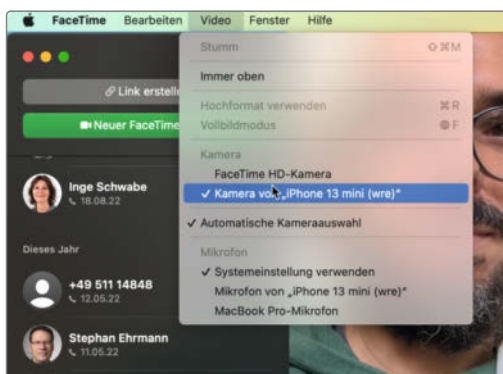 FaceTime Bearbeiten Video Fenster Hilfe
Stumm ⇧⌘M
Immer oben
Hochformat verwenden ⌘R
Vollbildmodus F
Kamera
FaceTime HD-Kamera
✓ Kamera von „iPhone 13 mini (wre)“
✓ Automatische Kameraauswahl
Mikrofon
✓ Systemeinstellung verwenden
Mikrofon von „iPhone 13 mini (wre)“
MacBook Pro-Mikrofon
Link erstelle
Neuer FaceTime
Inge Schwabe
18.08.22
Dieses Jahr
+49 511 14848
12.05.22
Stephan Ehrmann
11.05.22